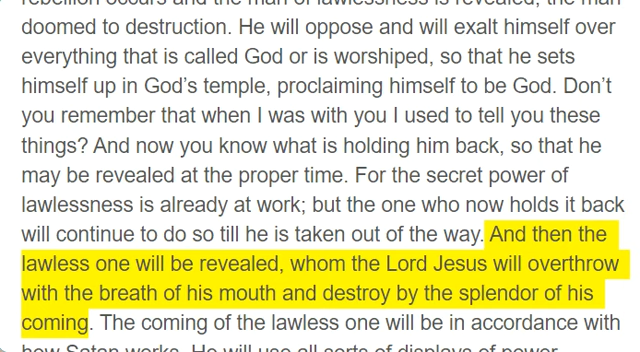 rebellion occurs and the man of lawlessness is revealed, the man
doomed to destruction. He will oppose and will exalt himself over
everything that is called God or is worshiped, so that he sets
himself up in God’s temple, proclaiming himself to be God. Don’t
you remember that when I was with you I used to tell you these
things? And now you know what is holding him back, so that he
may be revealed at the proper time. For the secret power of
lawlessness is already at work; but the one who now holds it back
will continue to do so till he is taken out of the way. And then the
lawless one will be revealed, whom the Lord Jesus will overthrow
with the breath of his mouth and destroy by the splendor of his
coming. The coming of the lawless one will be in accordance with
how Satan works. He will use all sorts of displays of power